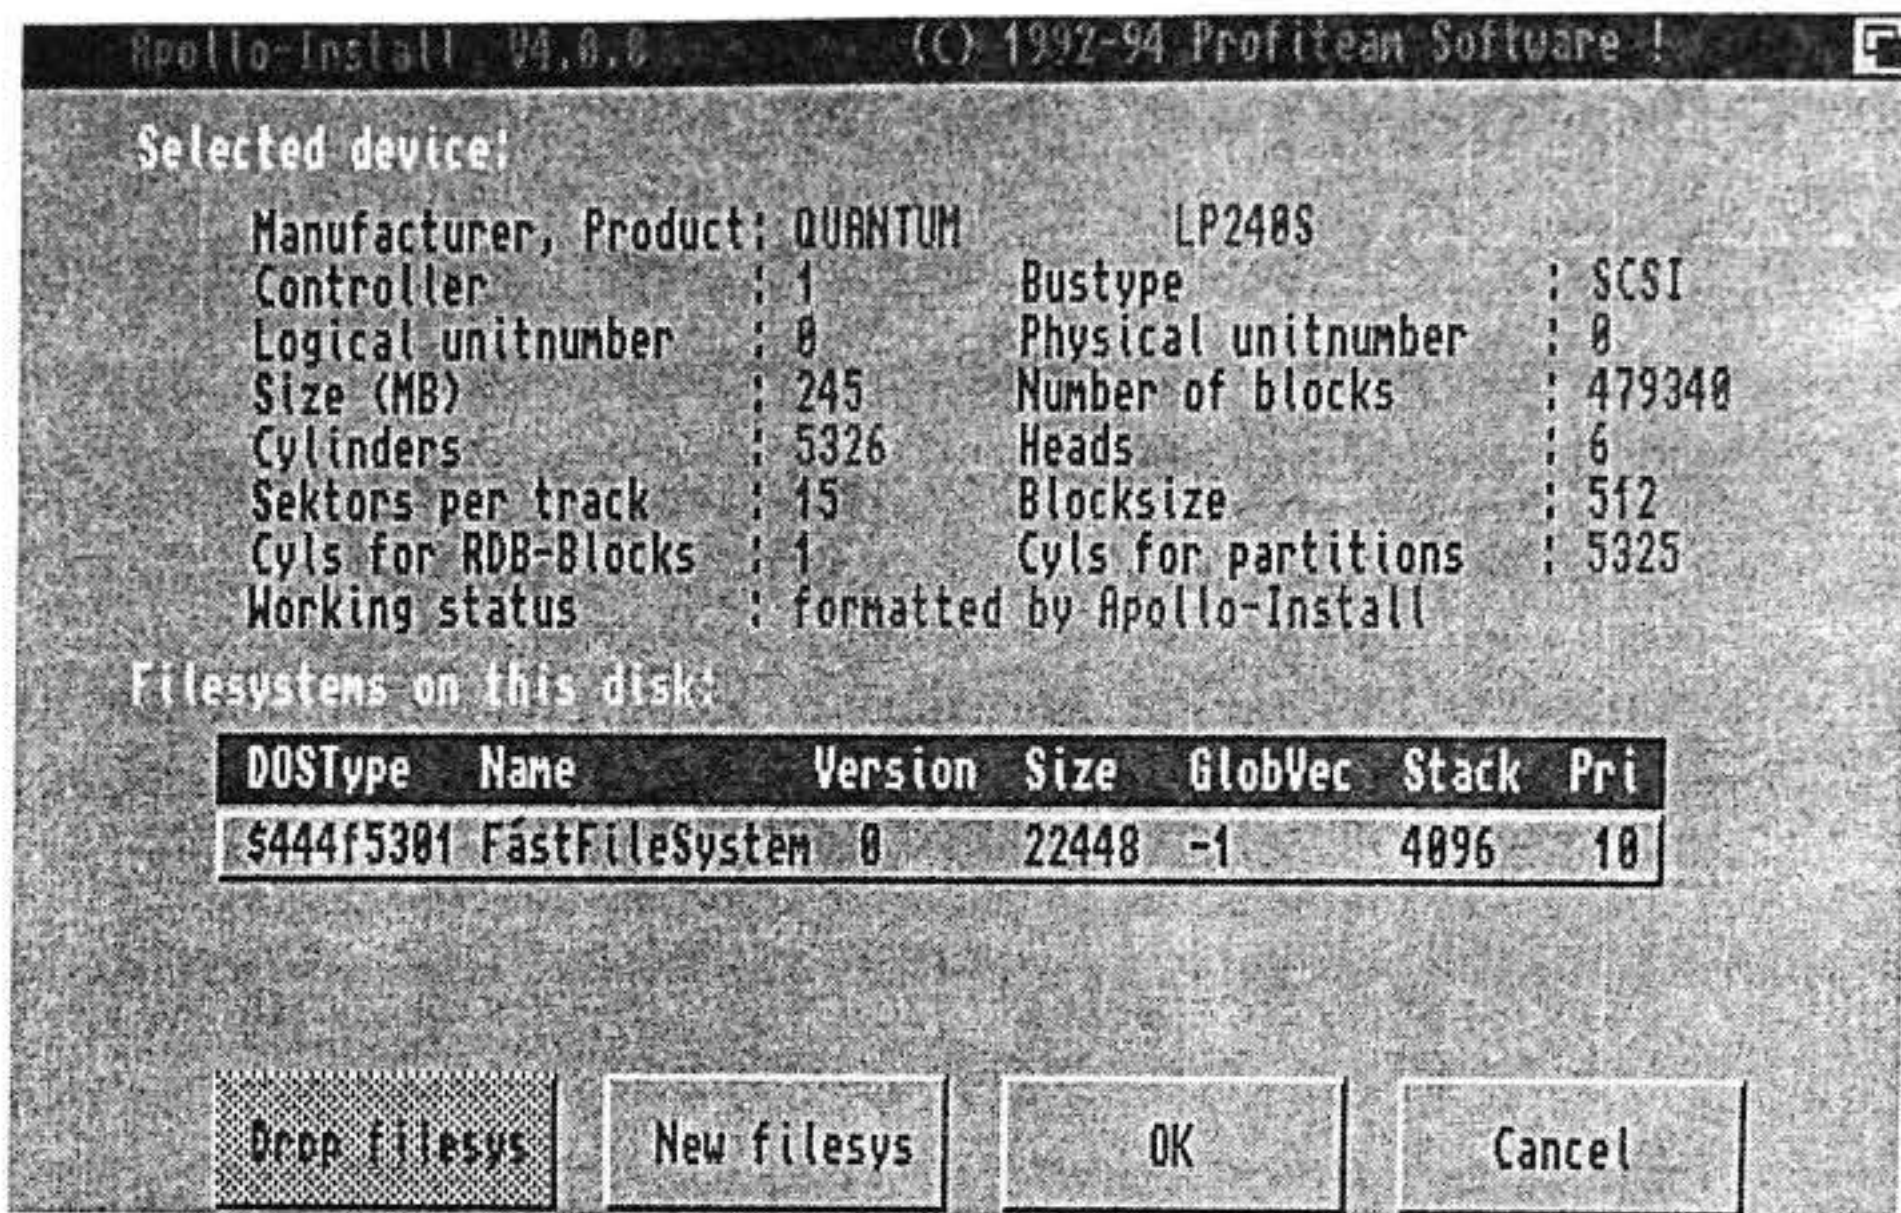 Apollo-Install V4.0.0 (C) 1992-94 Profiteam Software !
Selected device:
Manufacturer, Product: QUANTUM LP240S
Controller : 1 Bustype : SCSI
Logical unitnumber : 0 Physical unitnumber : 0
Size (MB) : 245 Number of blocks : 479340
Cylinders : 5326 Heads : 6
Sektors per track : 15 Blocksize : 512
Cyls for RDB-Blocks : 1 Cyls for partitions : 5325
Working status : formatted by Apollo-Install
Filesystems on this disk:
DOSType Name Version Size GlobVec Stack Pri
$444f5301 FastFileSystem 0 22448 -1 4096 10
Drop filesys New filesys OK Cancel